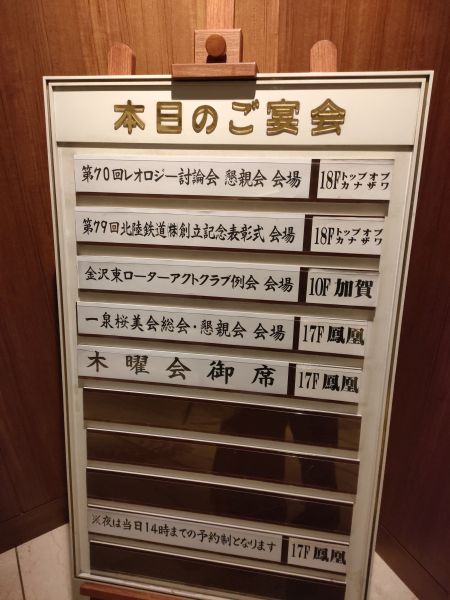 本日のご宴会
第70回レオロジー討論会 懇親会 会場 18F トップオブカナザワ
第79回北陸鉄道㈱創立記念表彰式 会場 18F トップオブカナザワ
金沢東ローターアクトクラブ例会 会場 10F 加賀
一泉桜美会総会・懇親会 会場 17F 鳳凰
木曜会御席 17F 鳳凰
※夜は当日14時までの予約制となります 17F 鳳凰